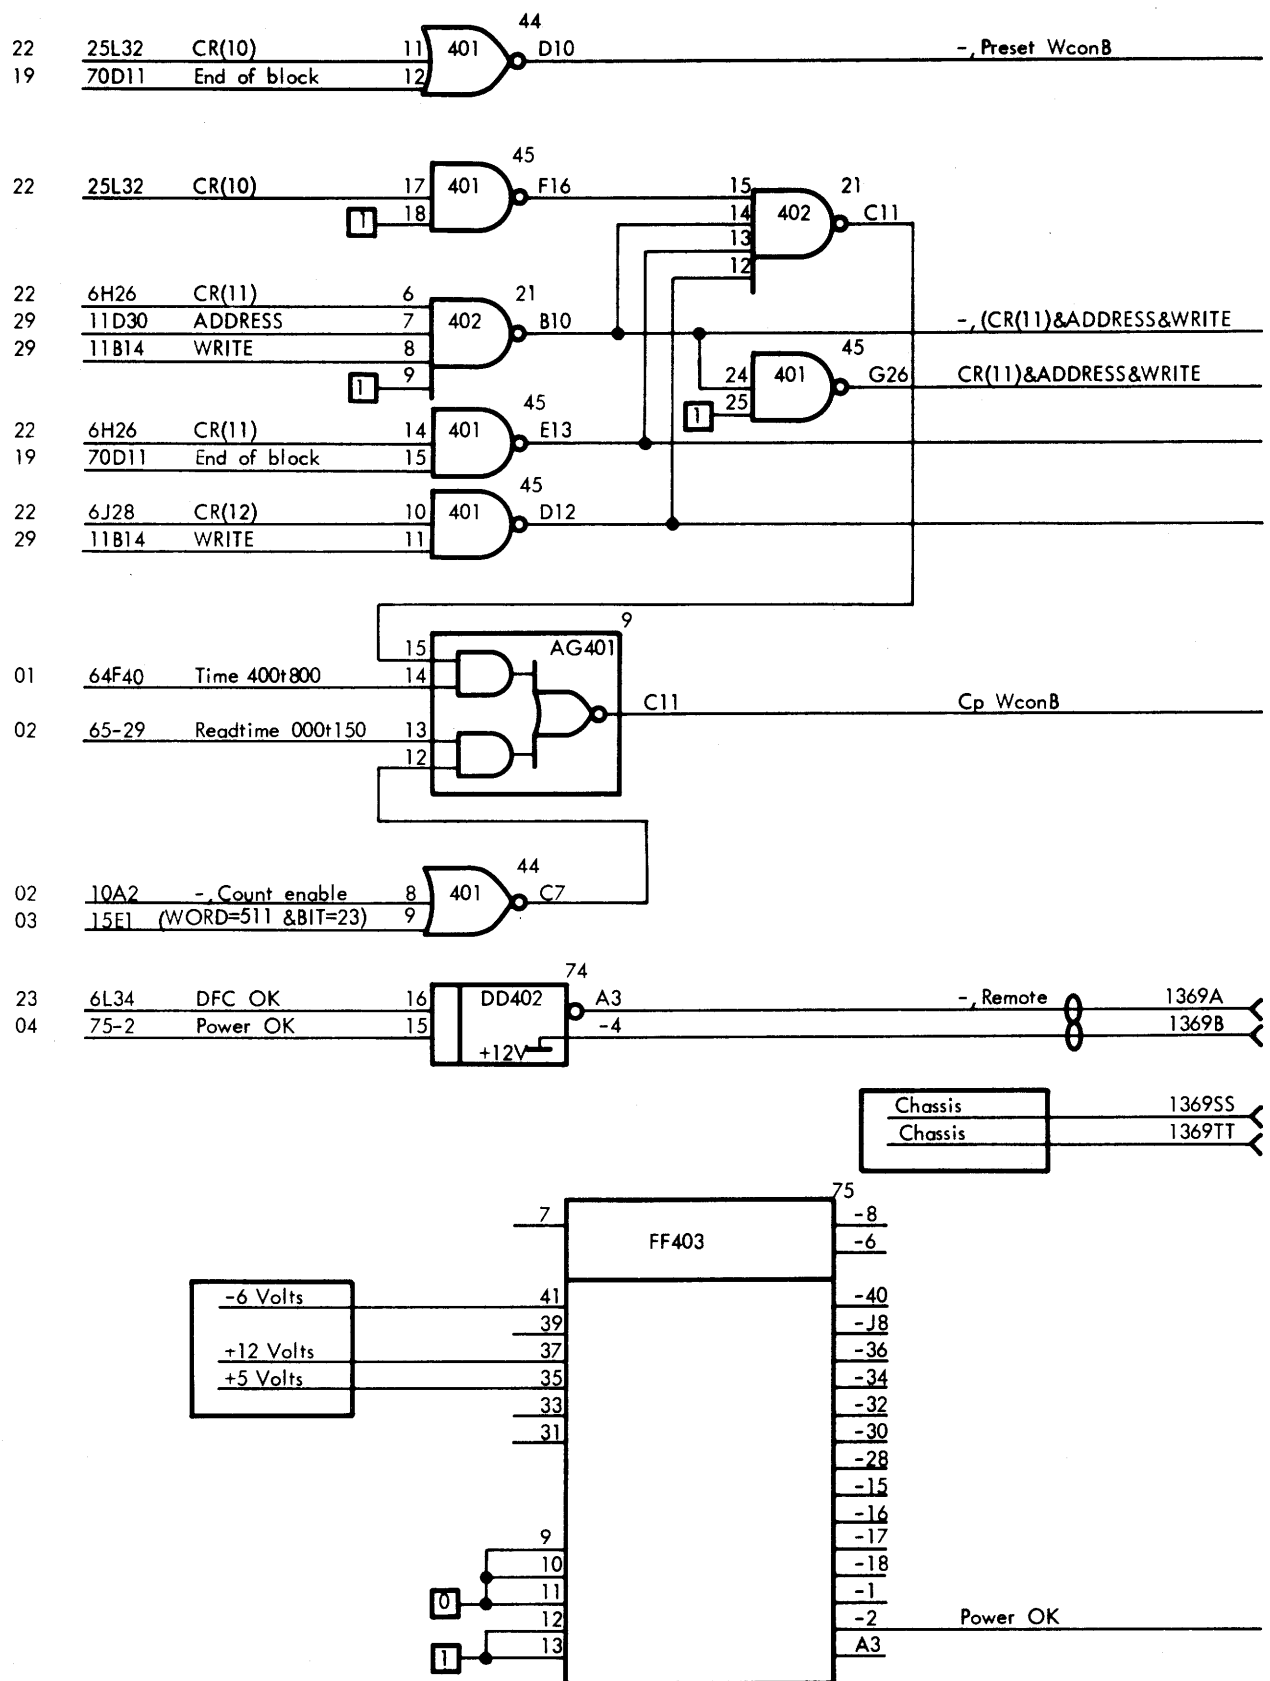 44
22 25L32 CR(10) 11 401 D10 -,Preset WconB
19 70D11 End of block 12
45
22 25L32 CR(10) 17 401 F16 15 21
1 18 14 402 C11
13
12
22 6H26 CR(11) 6 21
29 11D30 ADDRESS 7 402 B10 -,(CR(11)&ADDRESS&WRITE
29 11B14 WRITE 8 45
1 9 24 401 G26 CR(11)&ADDRESS&WRITE
1 25
45
22 6H26 CR(11) 14 401 E13
19 70D11 End of block 15
45
22 6J28 CR(12) 10 401 D12
29 11B14 WRITE 11
9
15 AG401
01 64F40 Time 400t800 14
C11 Cp WconB
02 65-29 Readtime 000t150 13
12
44
02 10A2 -,Count enable 8 401 C7
03 15E1 (WORD=511 &BIT=23) 9
74
23 6L34 DFC OK 16 DD402 A3 -,Remote 1369A
04 75-2 Power OK 15 -4 1369B
+12V
Chassis 1369SS
Chassis 1369TT
75
7 -8
FF403 -6
-6 Volts 41 -40
39 -J8
+12 Volts 37 -36
+5 Volts 35 -34
33 -32
31 -30
-28
-15
-16
9 -17
10 -18
0 11 -1
12 -2 Power OK
1 13 A3